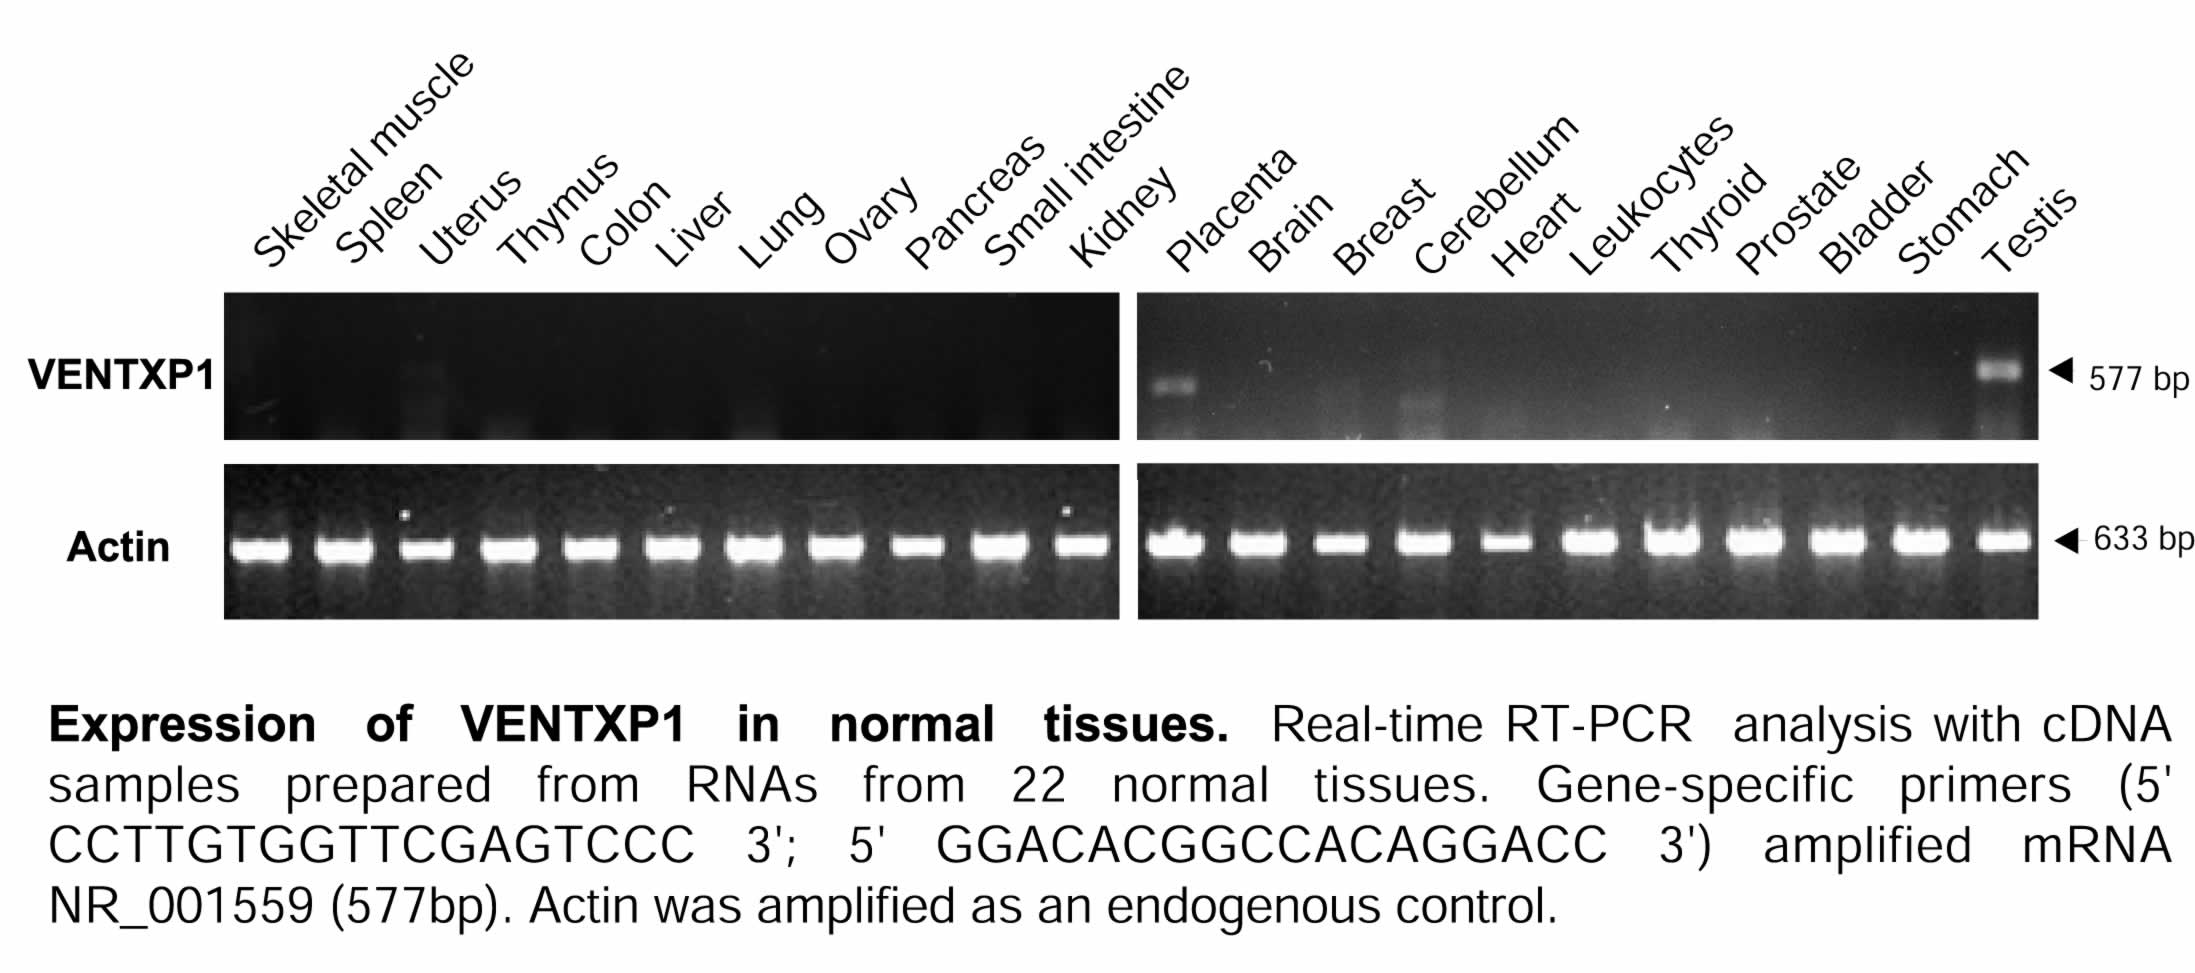 Skeletal muscle
Spleen
Uterus
Thymus
Colon
Liver
Lung
Ovary
Pancreas
Small intestine
Kidney
Placenta
Brain
Breast
Cerebellum
Heart
Leukocytes
Thyroid
Prostate
Bladder
Stomach
Testis
VENTXP1
577 bp
Actin
633 bp
Expression of VENTXP1 in normal tissues. Real-time RT-PCR analysis with cDNA
samples prepared from RNAs from 22 normal tissues. Gene-specific primers (5'
CCTTGTGGTTCGAGTCCC 3'; 5' GGACACGGCCACAGGACC 3') amplified mRNA
NR_001559 (577bp). Actin was amplified as an endogenous control.